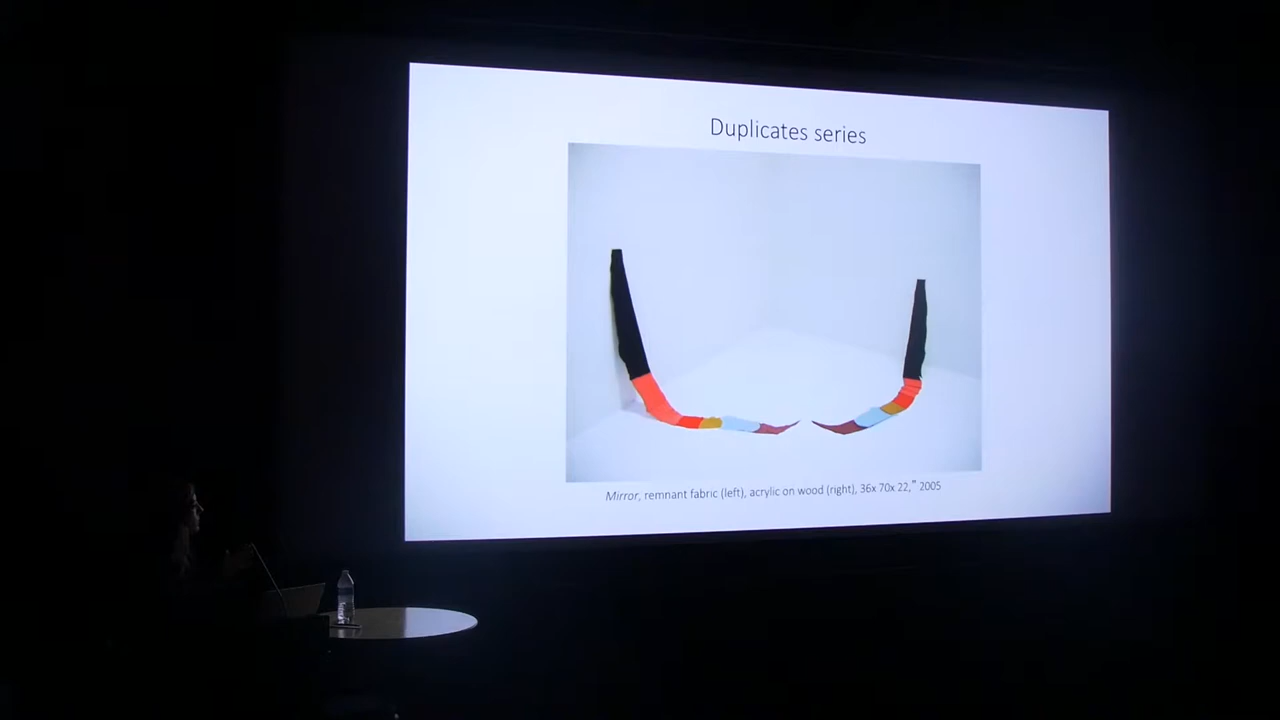 Duplicates series
Mirror, remnant fabric (left), acrylic on wood (right), 36x 70x 22,” 2005